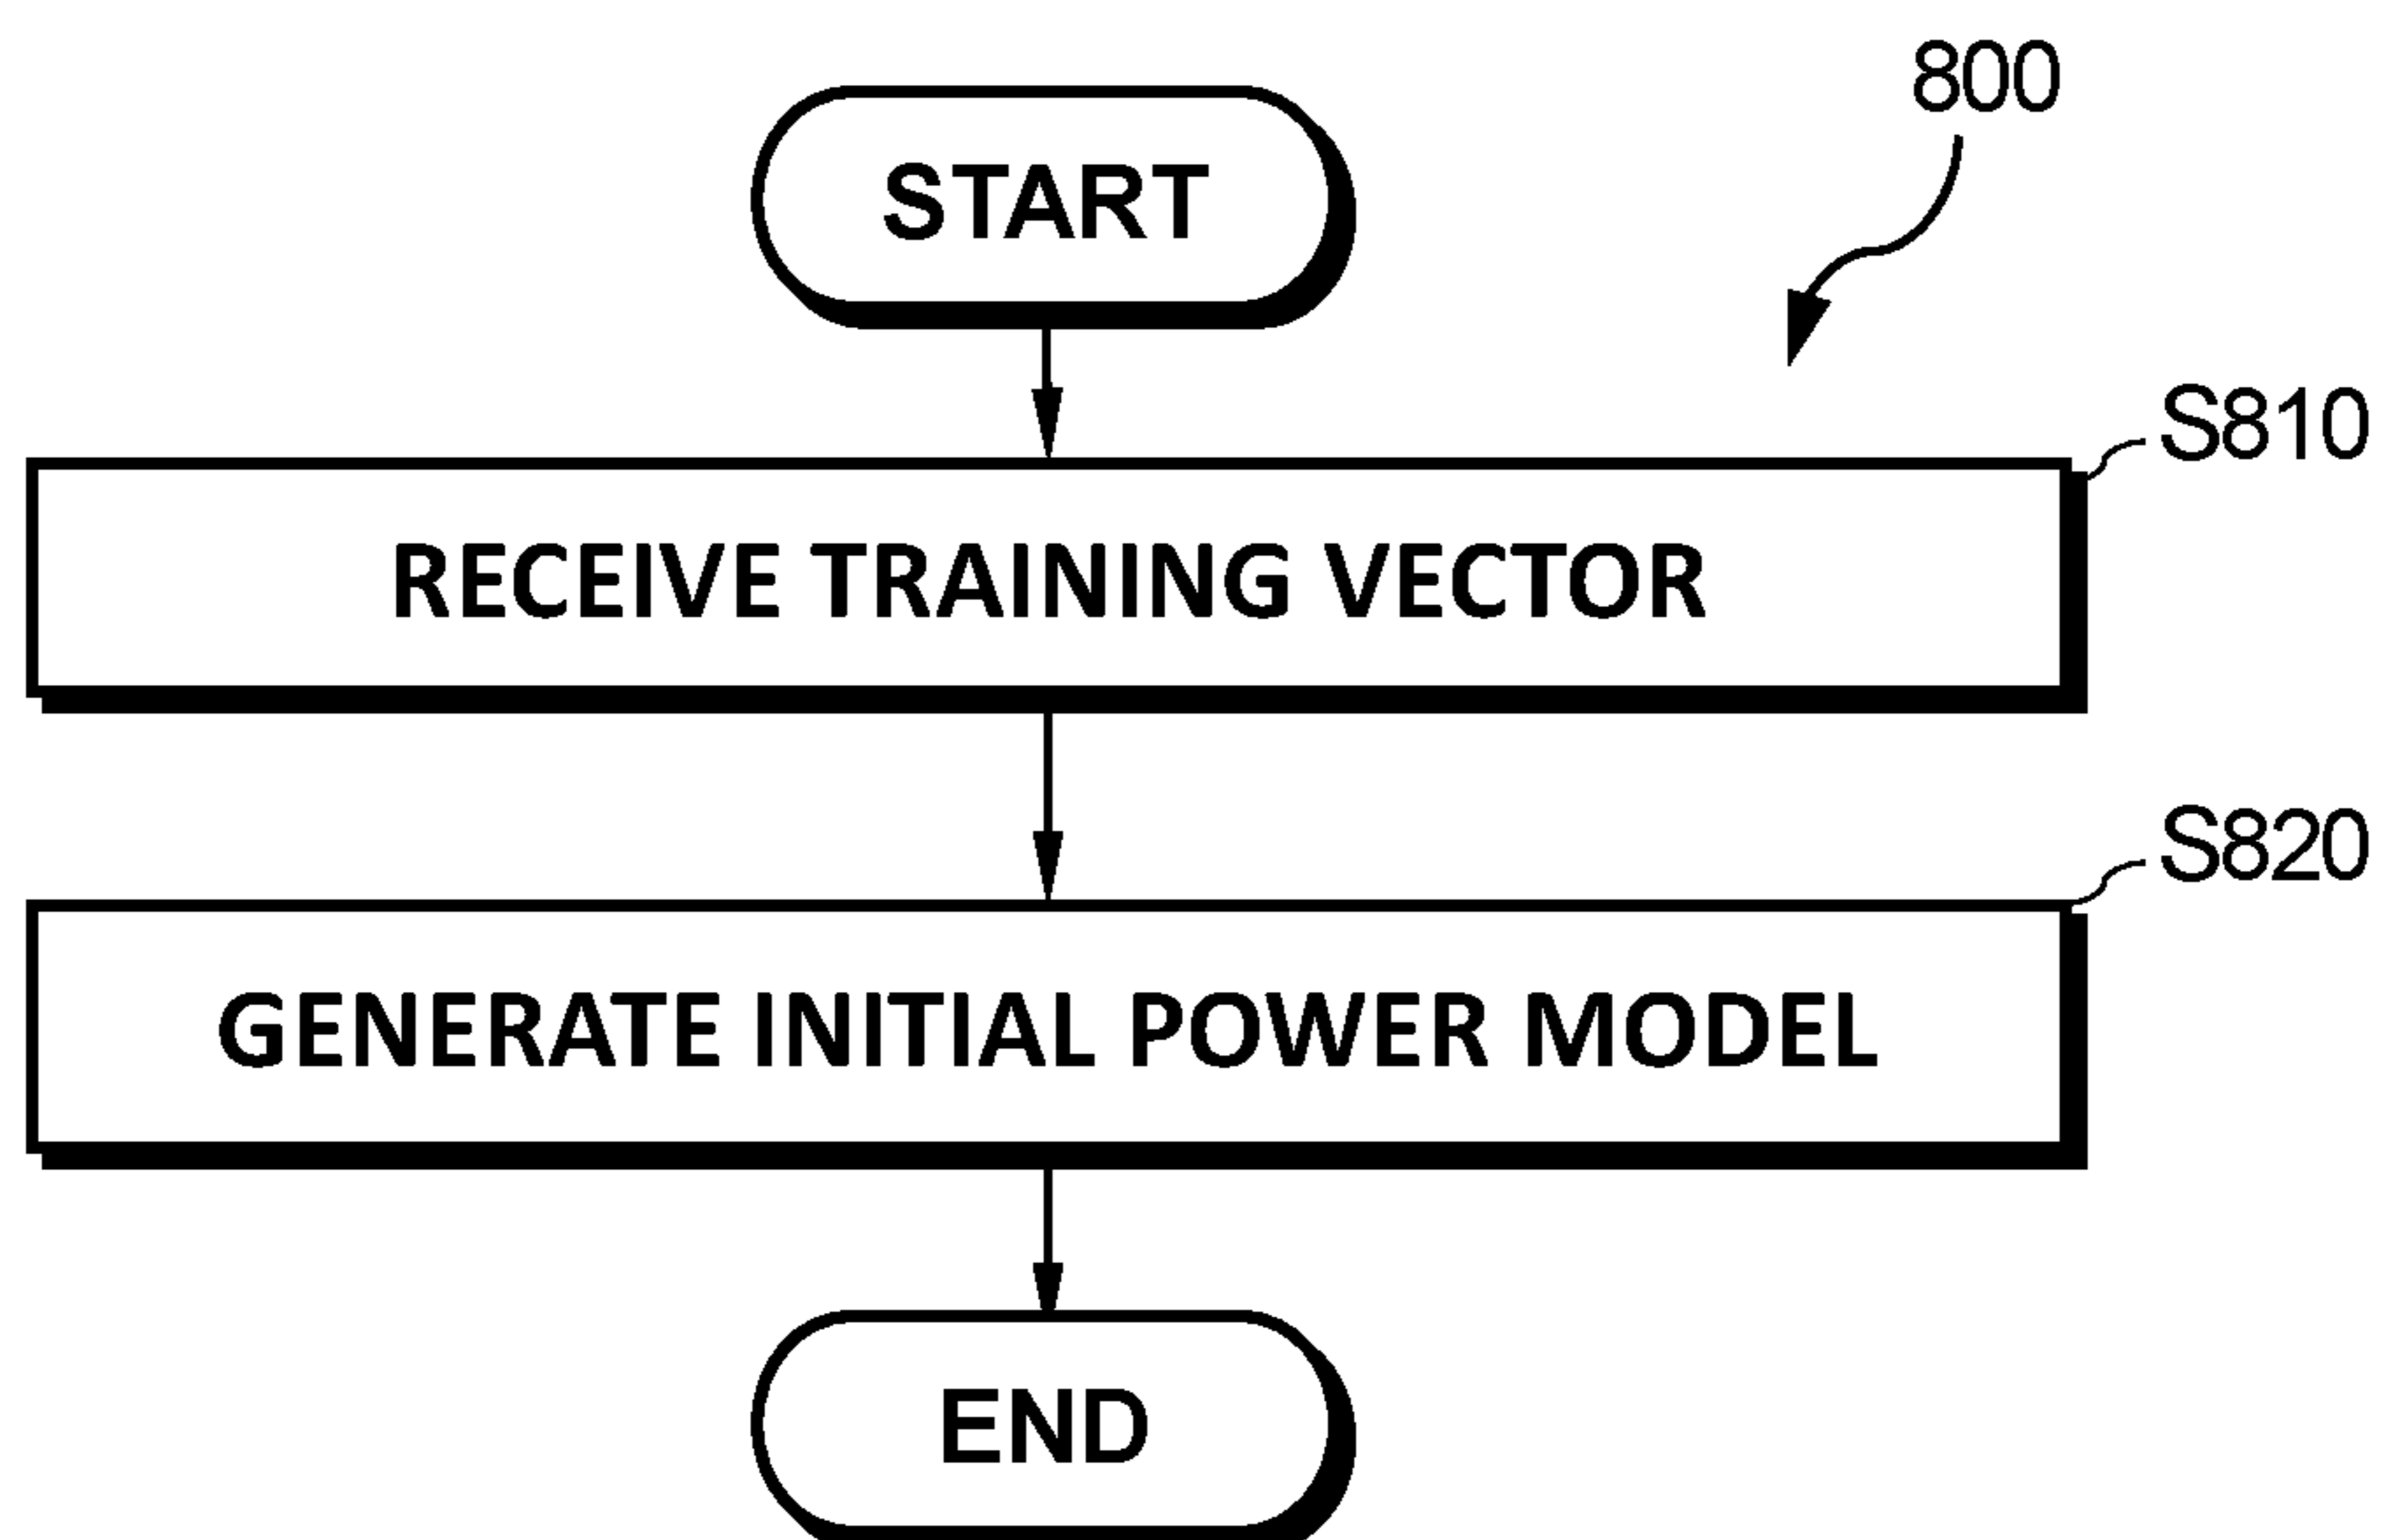 800
START
S810
RECEIVE TRAINING VECTOR
S820
GENERATE INITIAL POWER MODEL
END